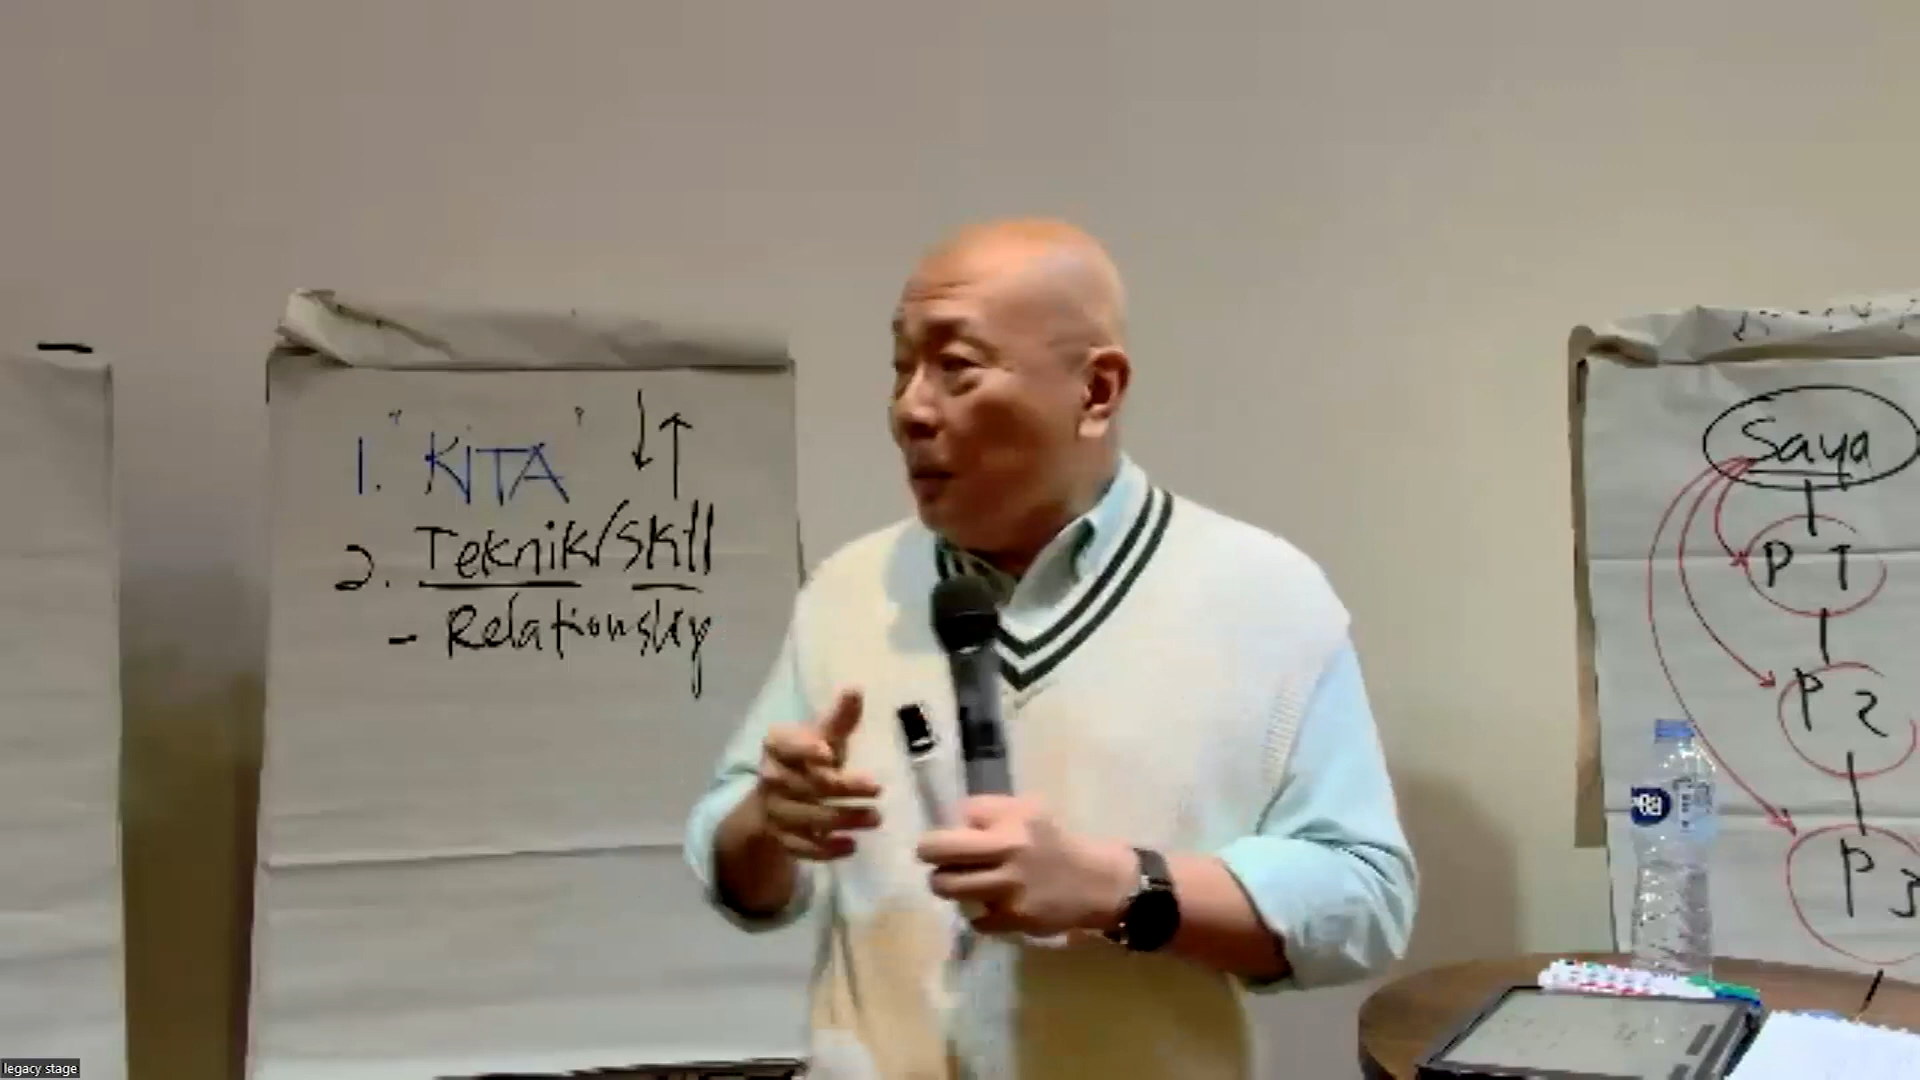 1. "KITA"
2. Teknik/Skill
- Relationship
Saya
P 1
P 2
P 3
legacy stage